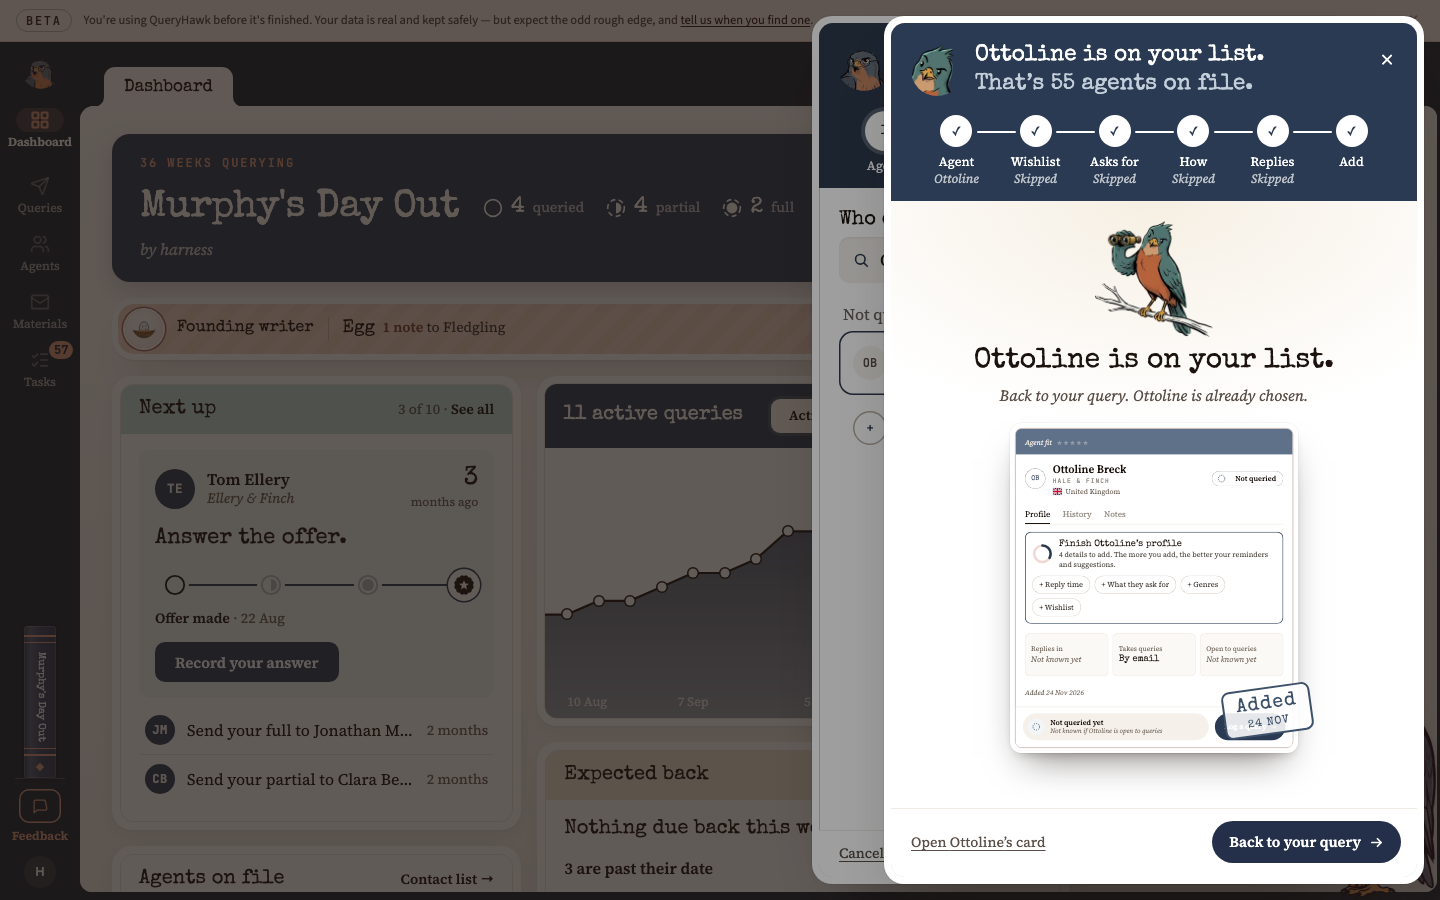 BETA
You're using QueryHawk before it's finished. Your data is real and kept safely — but expect the odd rough edge, and tell us when you find one.
Dashboard
Dashboard
Queries
Agents
Materials
57
Tasks
Murphy's Day Out
Feedback
H
36 WEEKS QUERYING
Murphy's Day Out
4 queried
4 partial
2 full
by harness
Founding writer
Egg 1 note to Fledgling
Next up
3 of 10 · See all
TE
Tom Ellery
Ellery & Finch
3
months ago
Answer the offer.
Offer made · 22 Aug
Record your answer
JM Send your full to Jonathan M... 2 months
CB Send your partial to Clara Be... 2 months
Agents on file
Contact list →
11 active queries
10 Aug
7 Sep
Expected back
3 are past their date
OB
+
Cancel
Ottoline is on your list.
That's 55 agents on file.
✓ ✓ ✓ ✓ ✓ ✓
Agent Wishlist Asks for How Replies Add
Ottoline Skipped Skipped Skipped Skipped
Ottoline is on your list.
Back to your query. Ottoline is already chosen.
Agent fit ★★★★★
OB
Ottoline Breck
HALE & FINCH
United Kingdom
Not queried
Profile History Notes
Finish Ottoline's profile
4 details to add. The more you add, the better your reminders
and suggestions.
+ Reply time + What they ask for + Genres
+ Wishlist
Replies in
Not known yet
Takes queries
By email
Open to queries
Not known yet
Added 24 Nov 2026
Not queried yet
Not known if Ottoline is open to queries
Added
24 NOV
Open Ottoline's card
Back to your query →